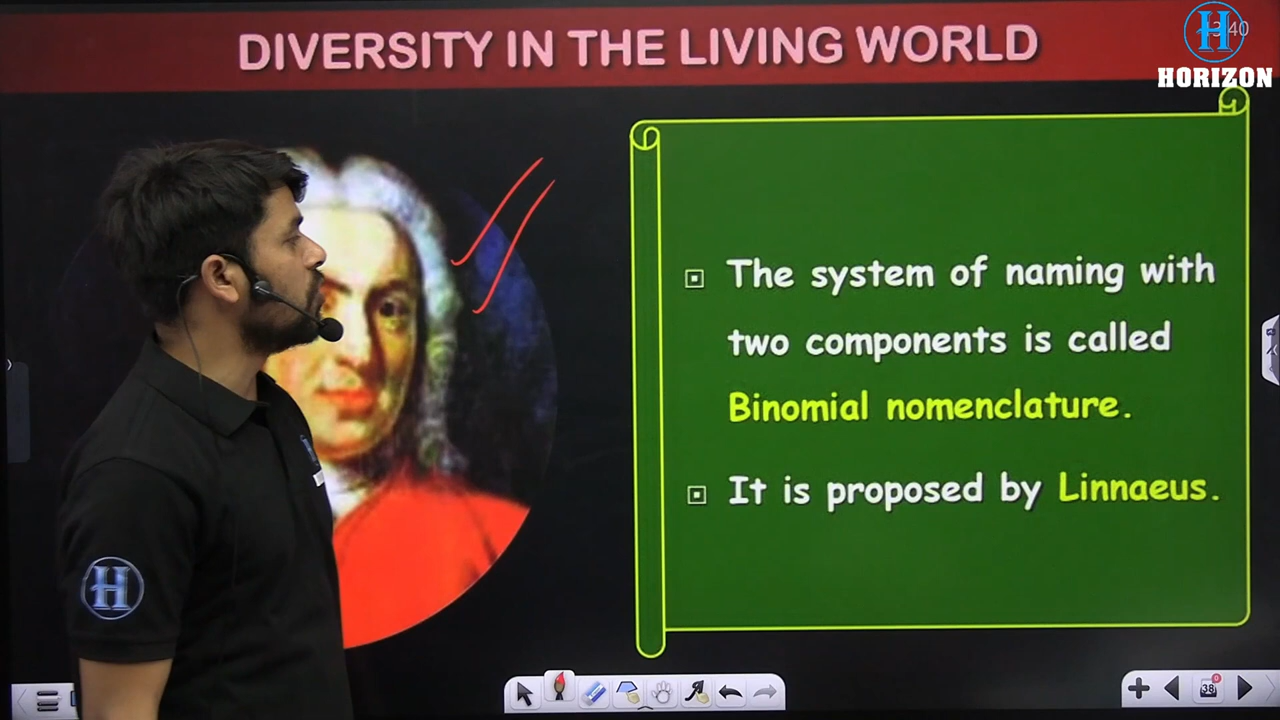 DIVERSITY IN THE LIVING WORLD
H
40
HORIZON
The system of naming with
two components is called
Binomial nomenclature.
It is proposed by Linnaeus.
H
38